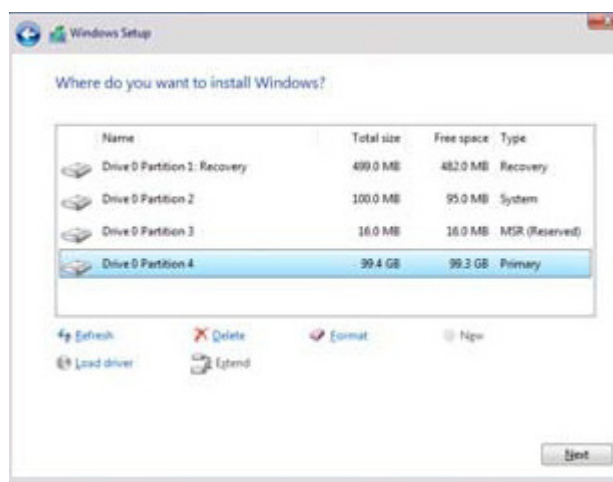 Windows Setup
Where do you want to install Windows?
Name Total size Free space Type
Drive 0 Partition 1: Recovery 499.0 MB 482.0 MB Recovery
Drive 0 Partition 2 100.0 MB 95.0 MB System
Drive 0 Partition 3 16.0 MB 16.0 MB MSR (Reserved)
Drive 0 Partition 4 99.4 GB 99.3 GB Primary
Refresh Delete Format New
Load driver Extend
Next